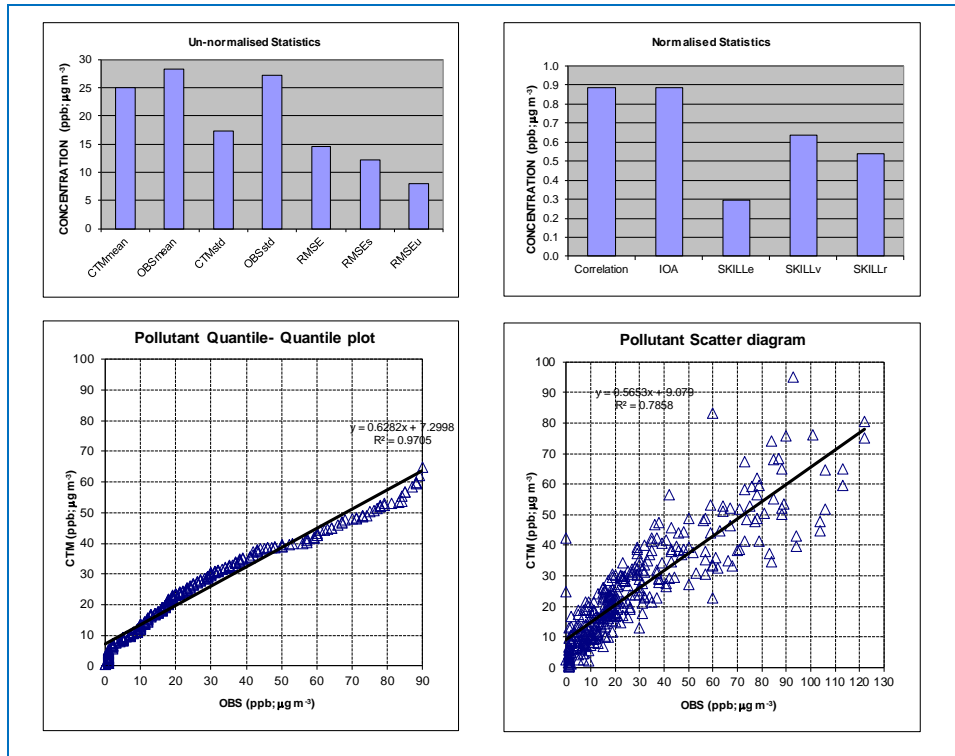 Un-normalised Statistics
CONCENTRATION (ppb; µg m⁻³)
30
25
20
15
10
5
0
CTMmean
OBSmean
CTMstd
OBSstd
RMSE
RMSEs
RMSEu
Normalised Statistics
CONCENTRATION (ppb; µg m⁻³)
1.0
0.9
0.8
0.7
0.6
0.5
0.4
0.3
0.2
0.1
0.0
Correlation IOA SKILLe SKILLv SKILLr
Pollutant Quantile- Quantile plot
CTM (ppb; µg m⁻³)
100
90
80
70
60
50
40
30
20
10
0
y = 0.6282x + 7.2998
R² = 0.9705
0 10 20 30 40 50 60 70 80 90
OBS (ppb; µg m⁻³)
Pollutant Scatter diagram
CTM (ppb; µg m⁻³)
100
90
80
70
60
50
40
30
20
10
0
y = 0.5653x + 9.079
R² = 0.7858
0 10 20 30 40 50 60 70 80 90 100 110 120 130
OBS (ppb; µg m⁻³)